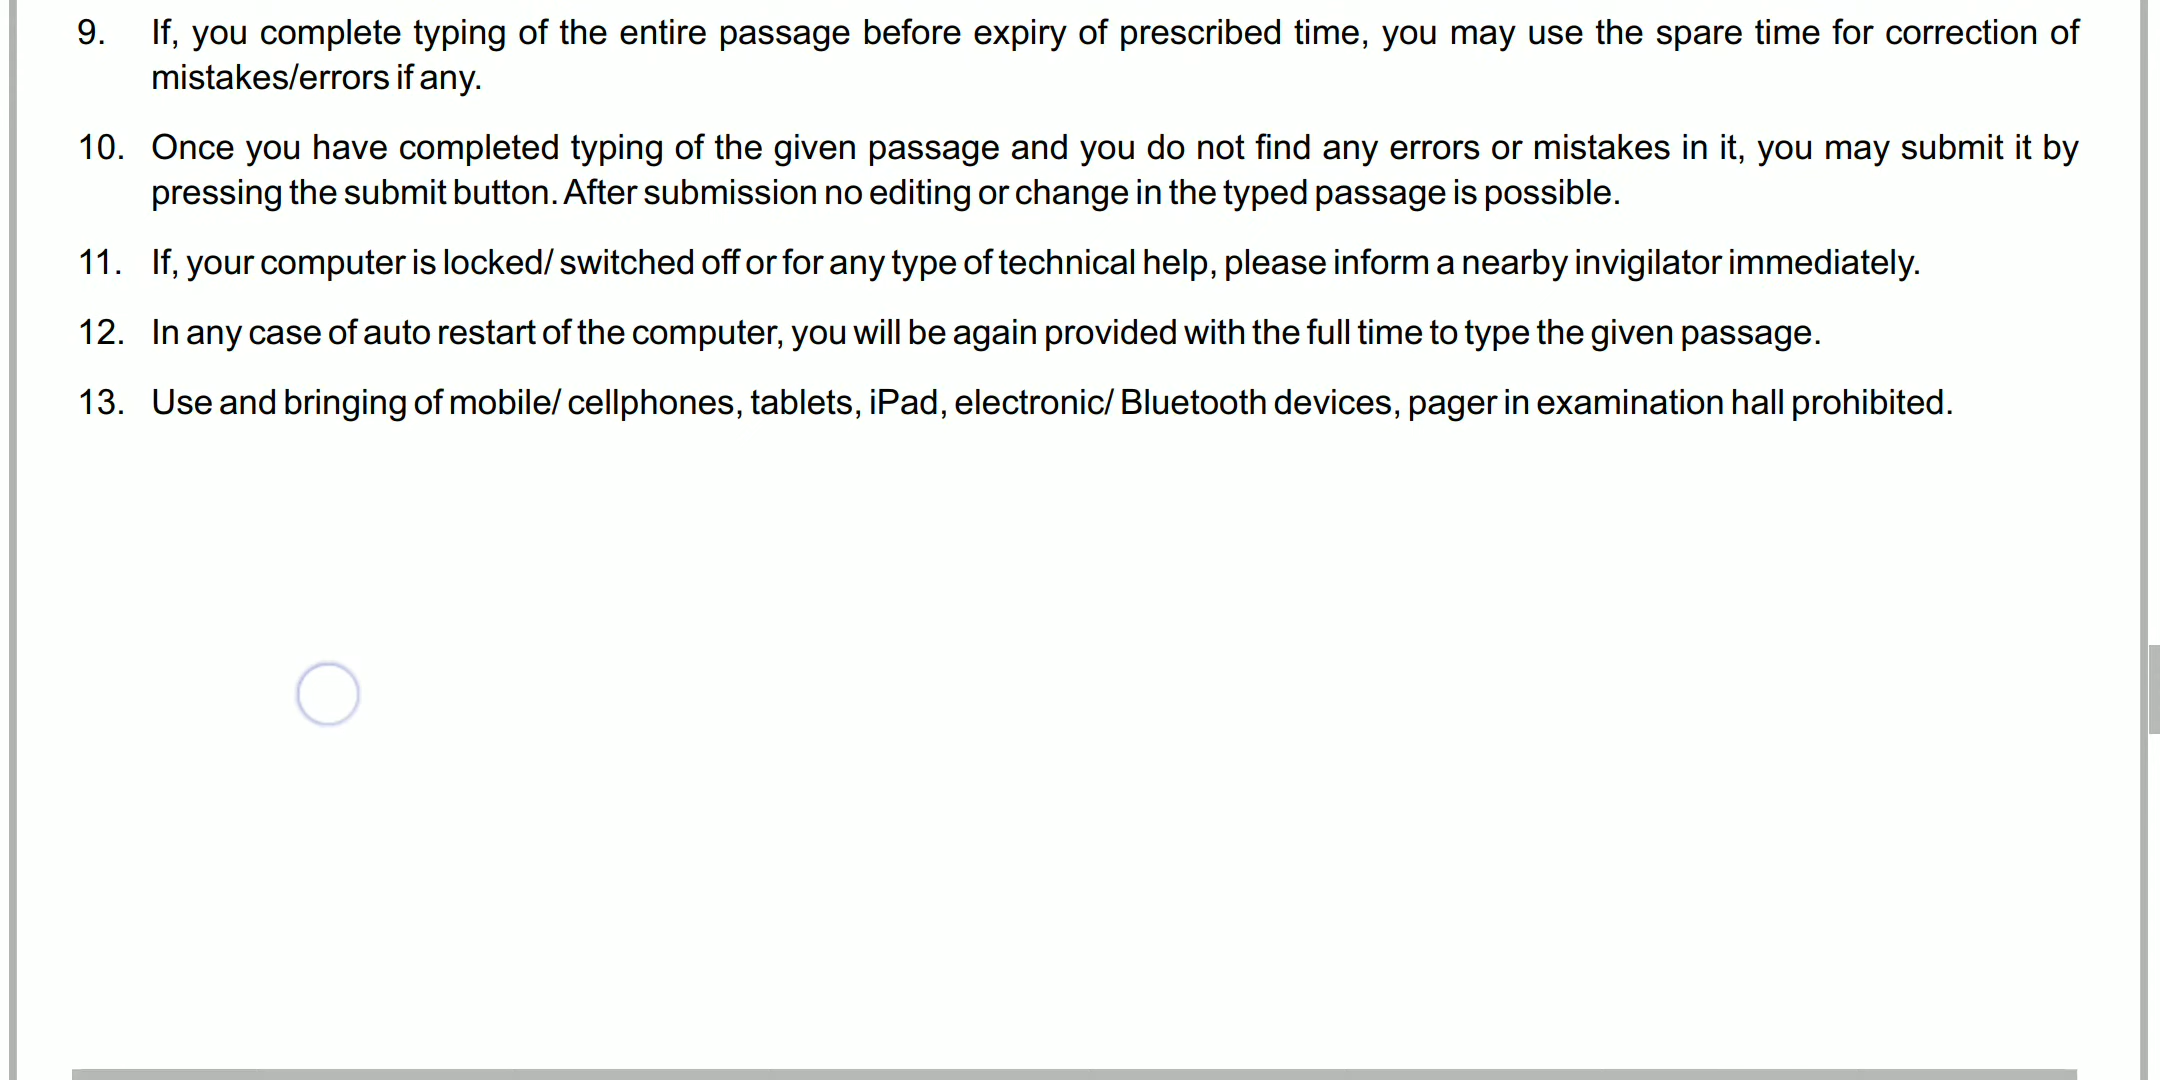 9. If, you complete typing of the entire passage before expiry of prescribed time, you may use the spare time for correction of
mistakes/errors if any.
10. Once you have completed typing of the given passage and you do not find any errors or mistakes in it, you may submit it by
pressing the submit button. After submission no editing or change in the typed passage is possible.
11. If, your computer is locked/ switched off or for any type of technical help, please inform a nearby invigilator immediately.
12. In any case of auto restart of the computer, you will be again provided with the full time to type the given passage.
13. Use and bringing of mobile/ cellphones, tablets, iPad, electronic/ Bluetooth devices, pager in examination hall prohibited.